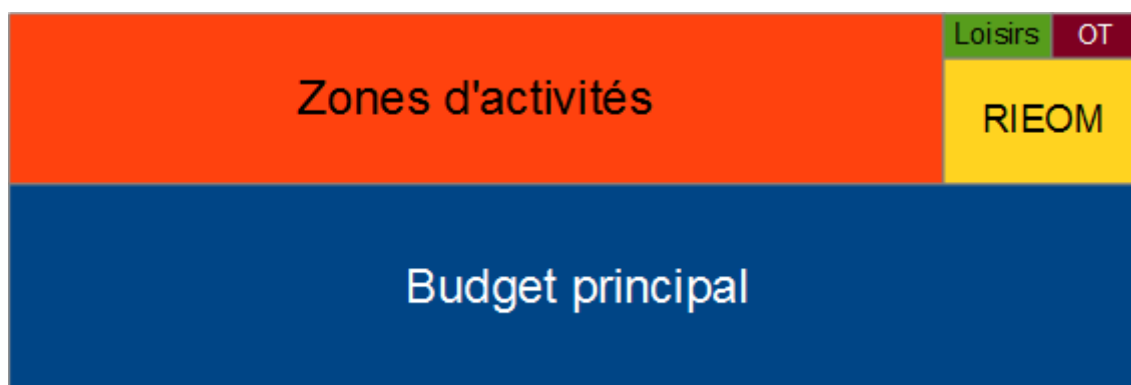 Zones d'activités
Loisirs
OT
RIEOM
Budget principal